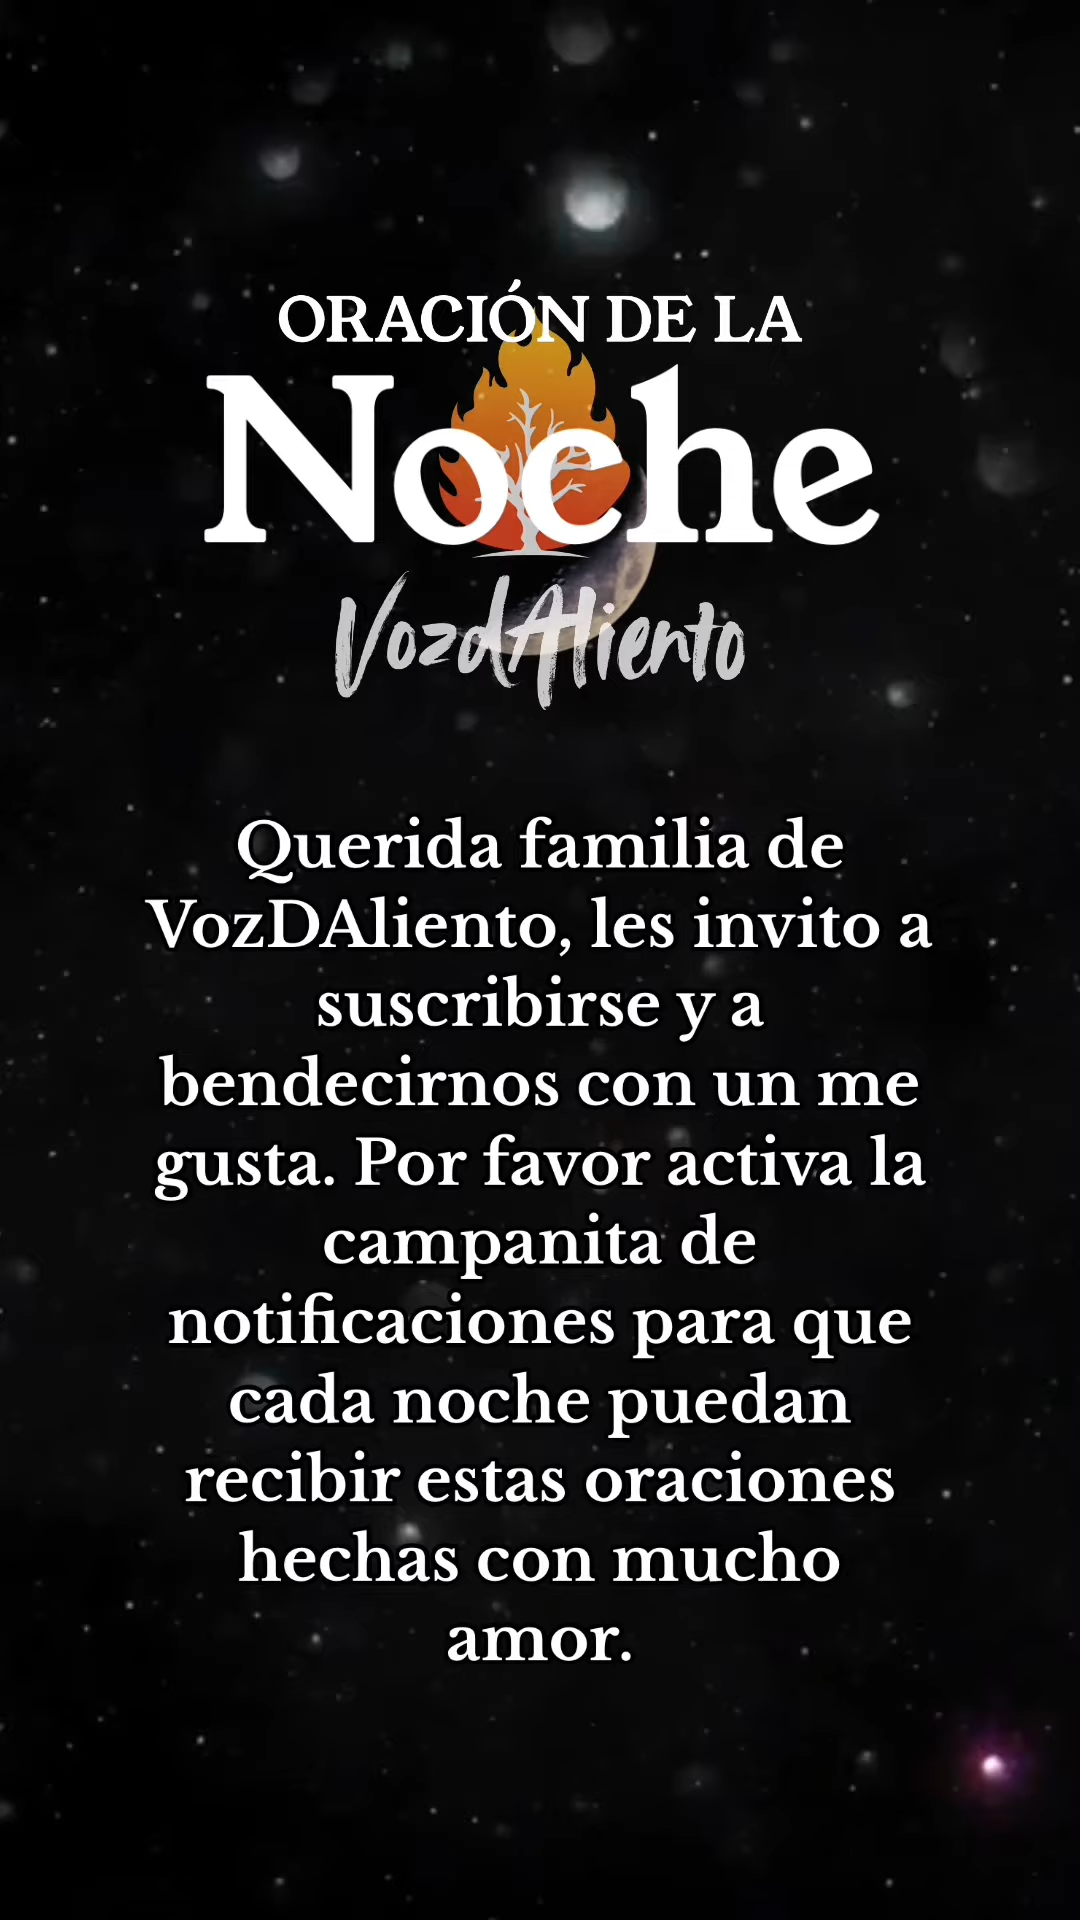 ORACIÓN DE LA
Noche
VozdAliento
Querida familia de
VozDAliento, les invito a
suscribirse y a
bendecirnos con un me
gusta. Por favor activa la
campanita de
notificaciones para que
cada noche puedan
recibir estas oraciones
hechas con mucho
amor.